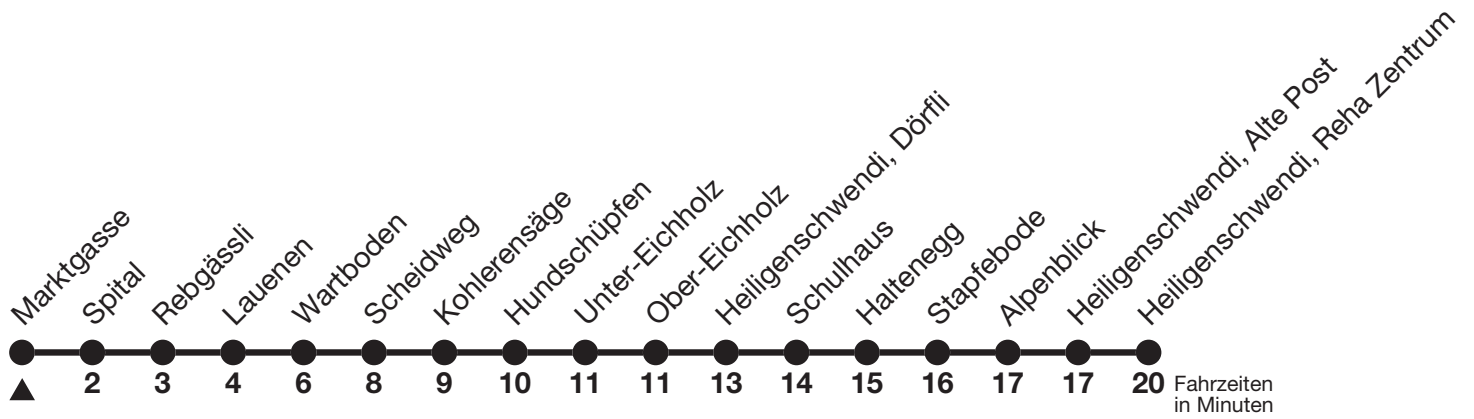 Marktgasse
Spital
Rebgässli
Lauenen
Wartboden
Scheidweg
Kohlerensäge
Hundschüpfen
Unter-Eichholz
Ober-Eichholz
Heiligenschwendi, Dörfli
Schulhaus
Haltenegg
Stapfebode
Alpenblick
Heiligenschwendi, Alte Post
Heiligenschwendi, Reha Zentrum
2 3 4 6 8 9 10 11 11 13 14 15 16 17 17 20 Fahrzeiten
in Minuten